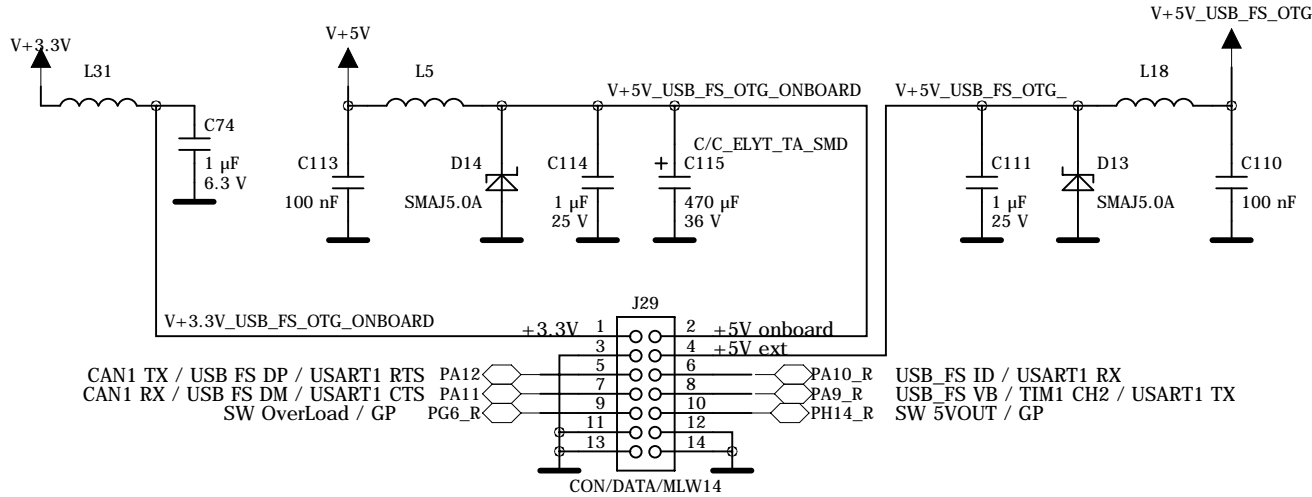 V+5V_USB_FS_OTG
V+3.3V
V+5V
L31
L5
L18
V+5V_USB_FS_OTG_ONBOARD
V+5V_USB_FS_OTG_
C74
1 µF
6.3 V
C/C_ELYT_TA_SMD
C113
100 nF
D14
SMAJ5.0A
C114
1 µF
25 V
+
C115
470 µF
36 V
C111
1 µF
25 V
D13
SMAJ5.0A
C110
100 nF
J29
V+3.3V_USB_FS_OTG_ONBOARD
+3.3V 1 2 +5V onboard
3 4 +5V ext
CAN1 TX / USB FS DP / USART1 RTS PA12 5 6 PA10_R USB_FS ID / USART1 RX
CAN1 RX / USB FS DM / USART1 CTS PA11 7 8 PA9_R USB_FS VB / TIM1 CH2 / USART1 TX
SW OverLoad / GP PG6_R 9 10 PH14_R SW 5VOUT / GP
11 12
13 14
CON/DATA/MLW14